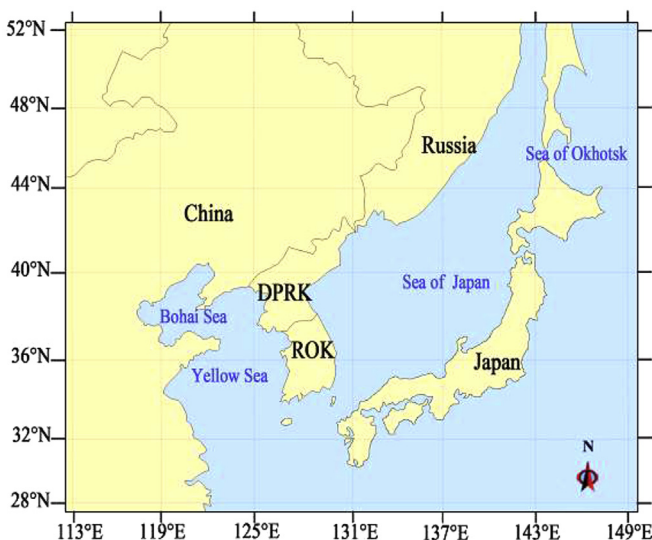 52°N
48°N
44°N
40°N
36°N
32°N
28°N
Russia
Sea of Okhotsk
China
Sea of Japan
DPRK
Bohai Sea
ROK
Japan
Yellow Sea
N
113°E 119°E 125°E 131°E 137°E 143°E 149°E